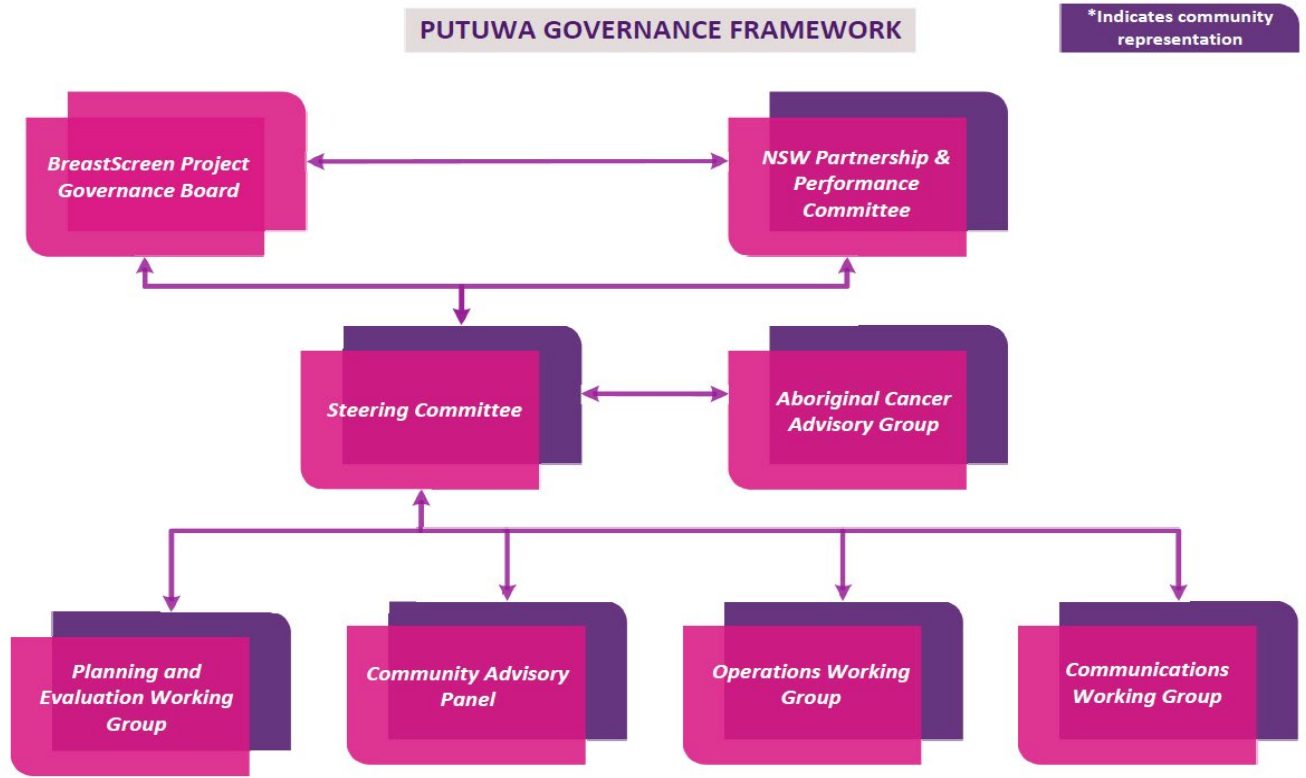 PUTUWA GOVERNANCE FRAMEWORK
*Indicates community
representation
BreastScreen Project
Governance Board
NSW Partnership &
Performance
Committee
Steering Committee
Aboriginal Cancer
Advisory Group
Planning and
Evaluation Working
Group
Community Advisory
Panel
Operations Working
Group
Communications
Working Group